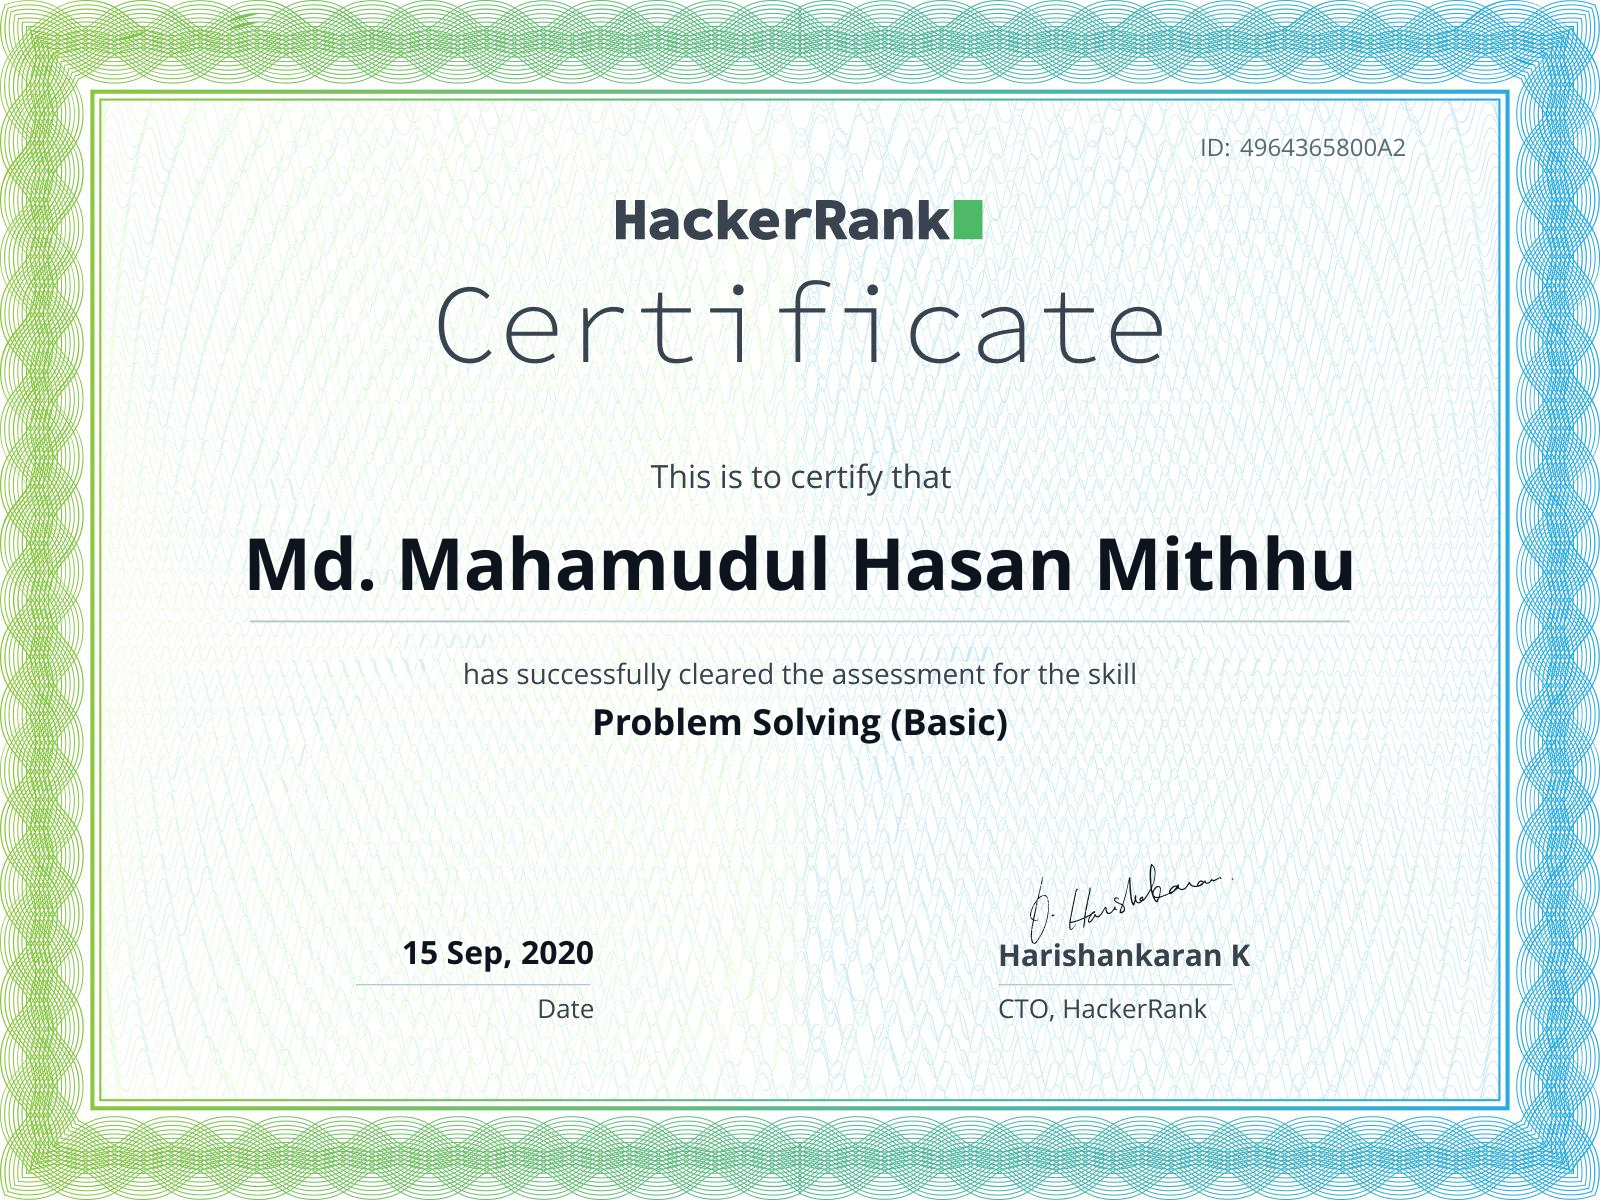 ID: 4964365800A2
HackerRank
Certificate
This is to certify that
Md. Mahamudul Hasan Mithhu
has successfully cleared the assessment for the skill
Problem Solving (Basic)
15 Sep, 2020
Date
Harishankaran K
CTO, HackerRank